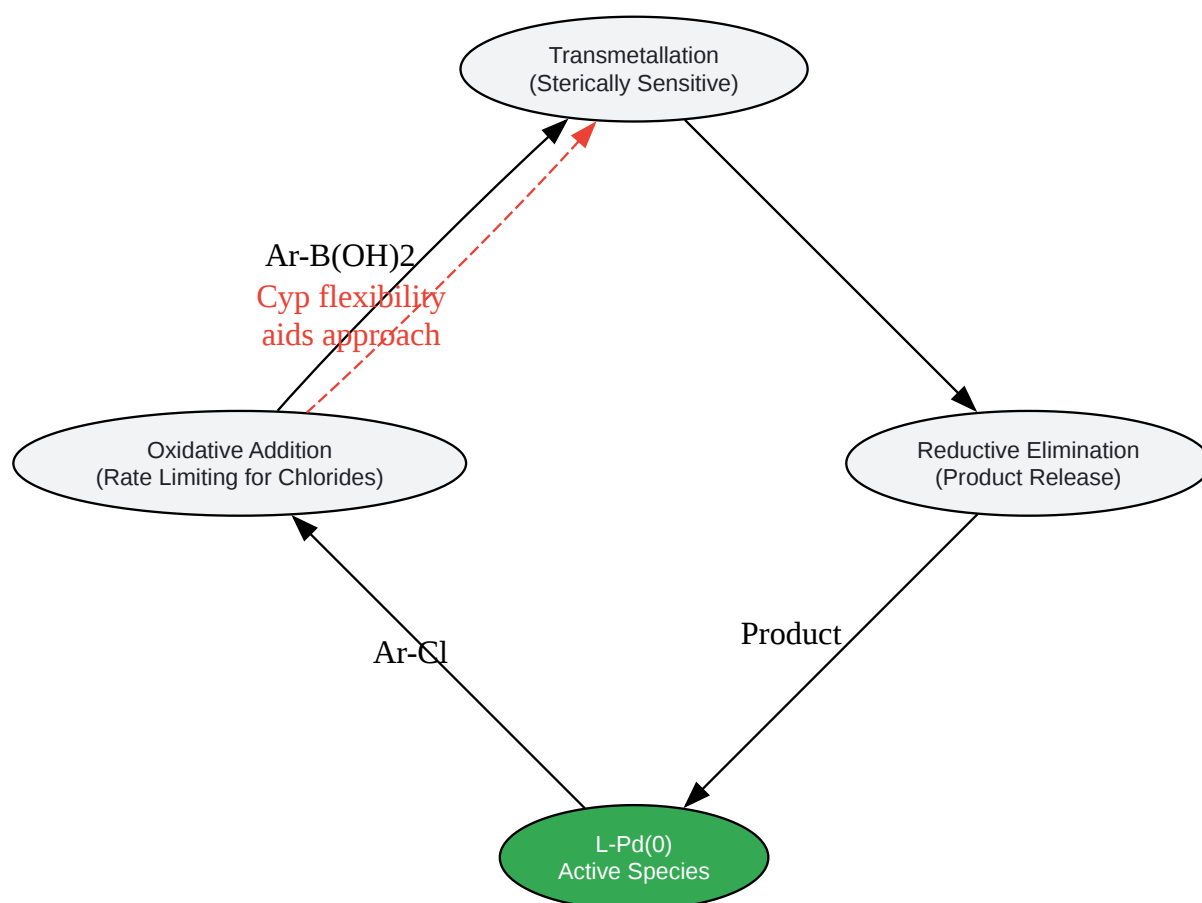 Transmetallation
(Sterically Sensitive)
Ar-B(OH)2
Cyp flexibility
aids approach
Oxidative Addition
(Rate Limiting for Chlorides)
Reductive Elimination
(Product Release)
Product
Ar-Cl
L-Pd(0)
Active Species